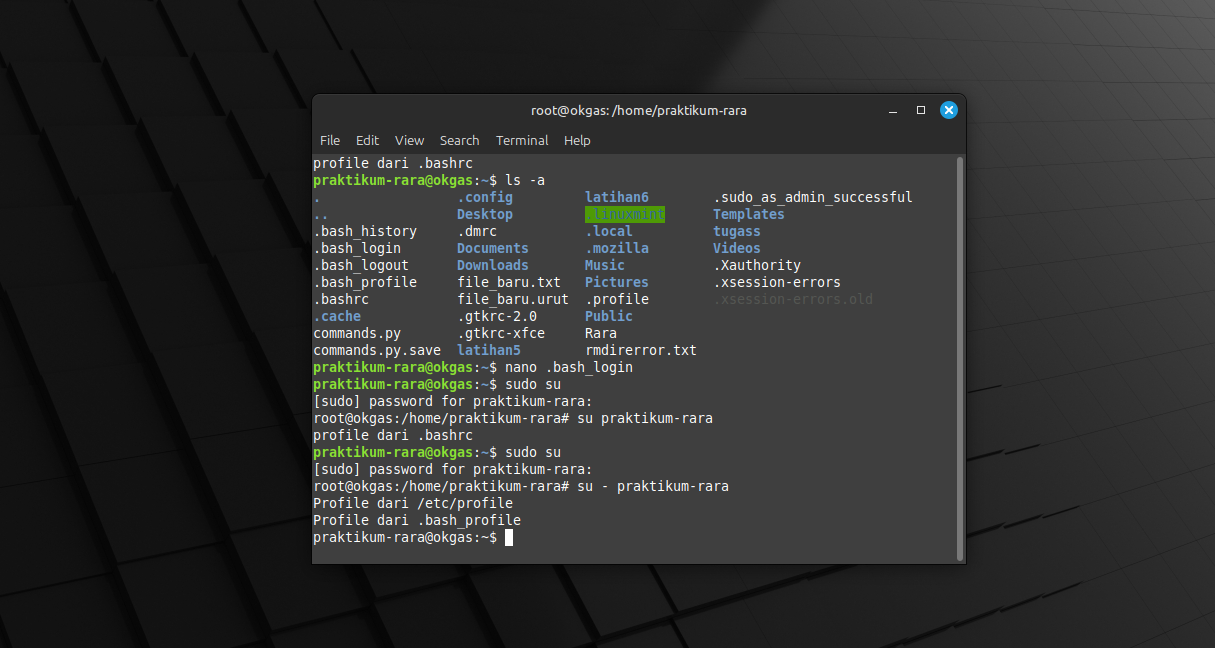 root@okgas: /home/praktikum-rara
File Edit View Search Terminal Help
profile dari .bashrc
praktikum-rara@okgas:~$ ls -a
. .config latihan6 .sudo_as_admin_successful
.. Desktop .linuxmint Templates
.bash_history .dmrc .local tugass
.bash_login Documents .mozilla Videos
.bash_logout Downloads Music .Xauthority
.bash_profile file_baru.txt Pictures .xsession-errors
.bashrc file_baru.urut .profile .xsession-errors.old
.cache .gtkrc-2.0 Public
commands.py .gtkrc-xfce Rara
commands.py.save latihan5 rmdirerror.txt
praktikum-rara@okgas:~$ nano .bash_login
praktikum-rara@okgas:~$ sudo su
[sudo] password for praktikum-rara:
root@okgas:/home/praktikum-rara# su praktikum-rara
profile dari .bashrc
praktikum-rara@okgas:~$ sudo su
[sudo] password for praktikum-rara:
root@okgas:/home/praktikum-rara# su - praktikum-rara
Profile dari /etc/profile
Profile dari .bash_profile
praktikum-rara@okgas:~$